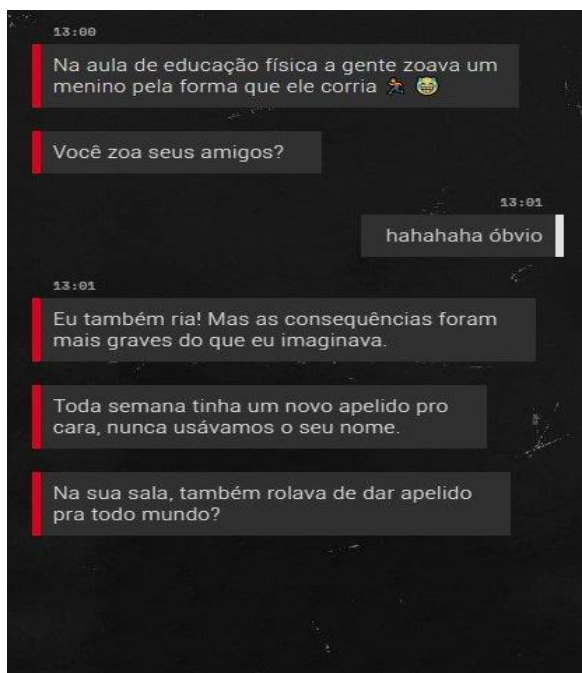 13:00
Na aula de educação física a gente zoava um
menino pela forma que ele corria 🏃🏾 😹
Você zoa seus amigos?
13:01
hahahaha óbvio
13:01
Eu também ria! Mas as consequências foram
mais graves do que eu imaginava.
Toda semana tinha um novo apelido pro
cara, nunca usávamos o seu nome.
Na sua sala, também rolava de dar apelido
pra todo mundo?